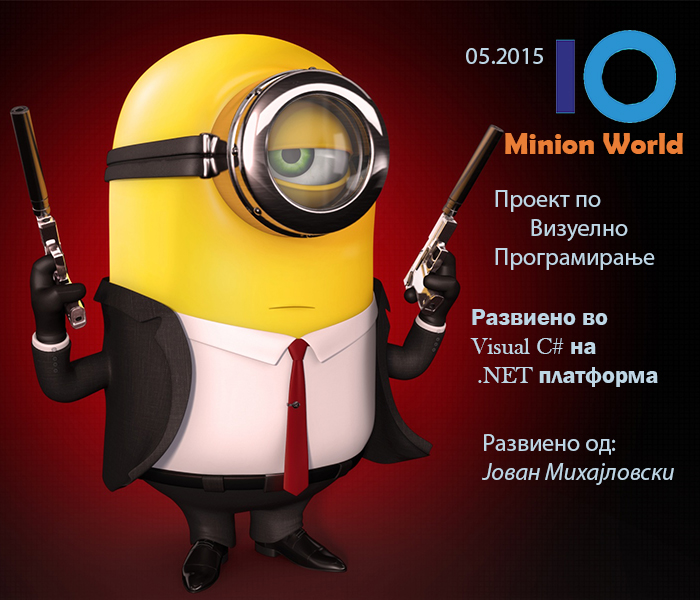 05.2015
IO
Minion World
Проект по
Визуелно
Програмирање
Развиено во
Visual C# на
.NET платформа
Развиено од:
Јован Михајловски